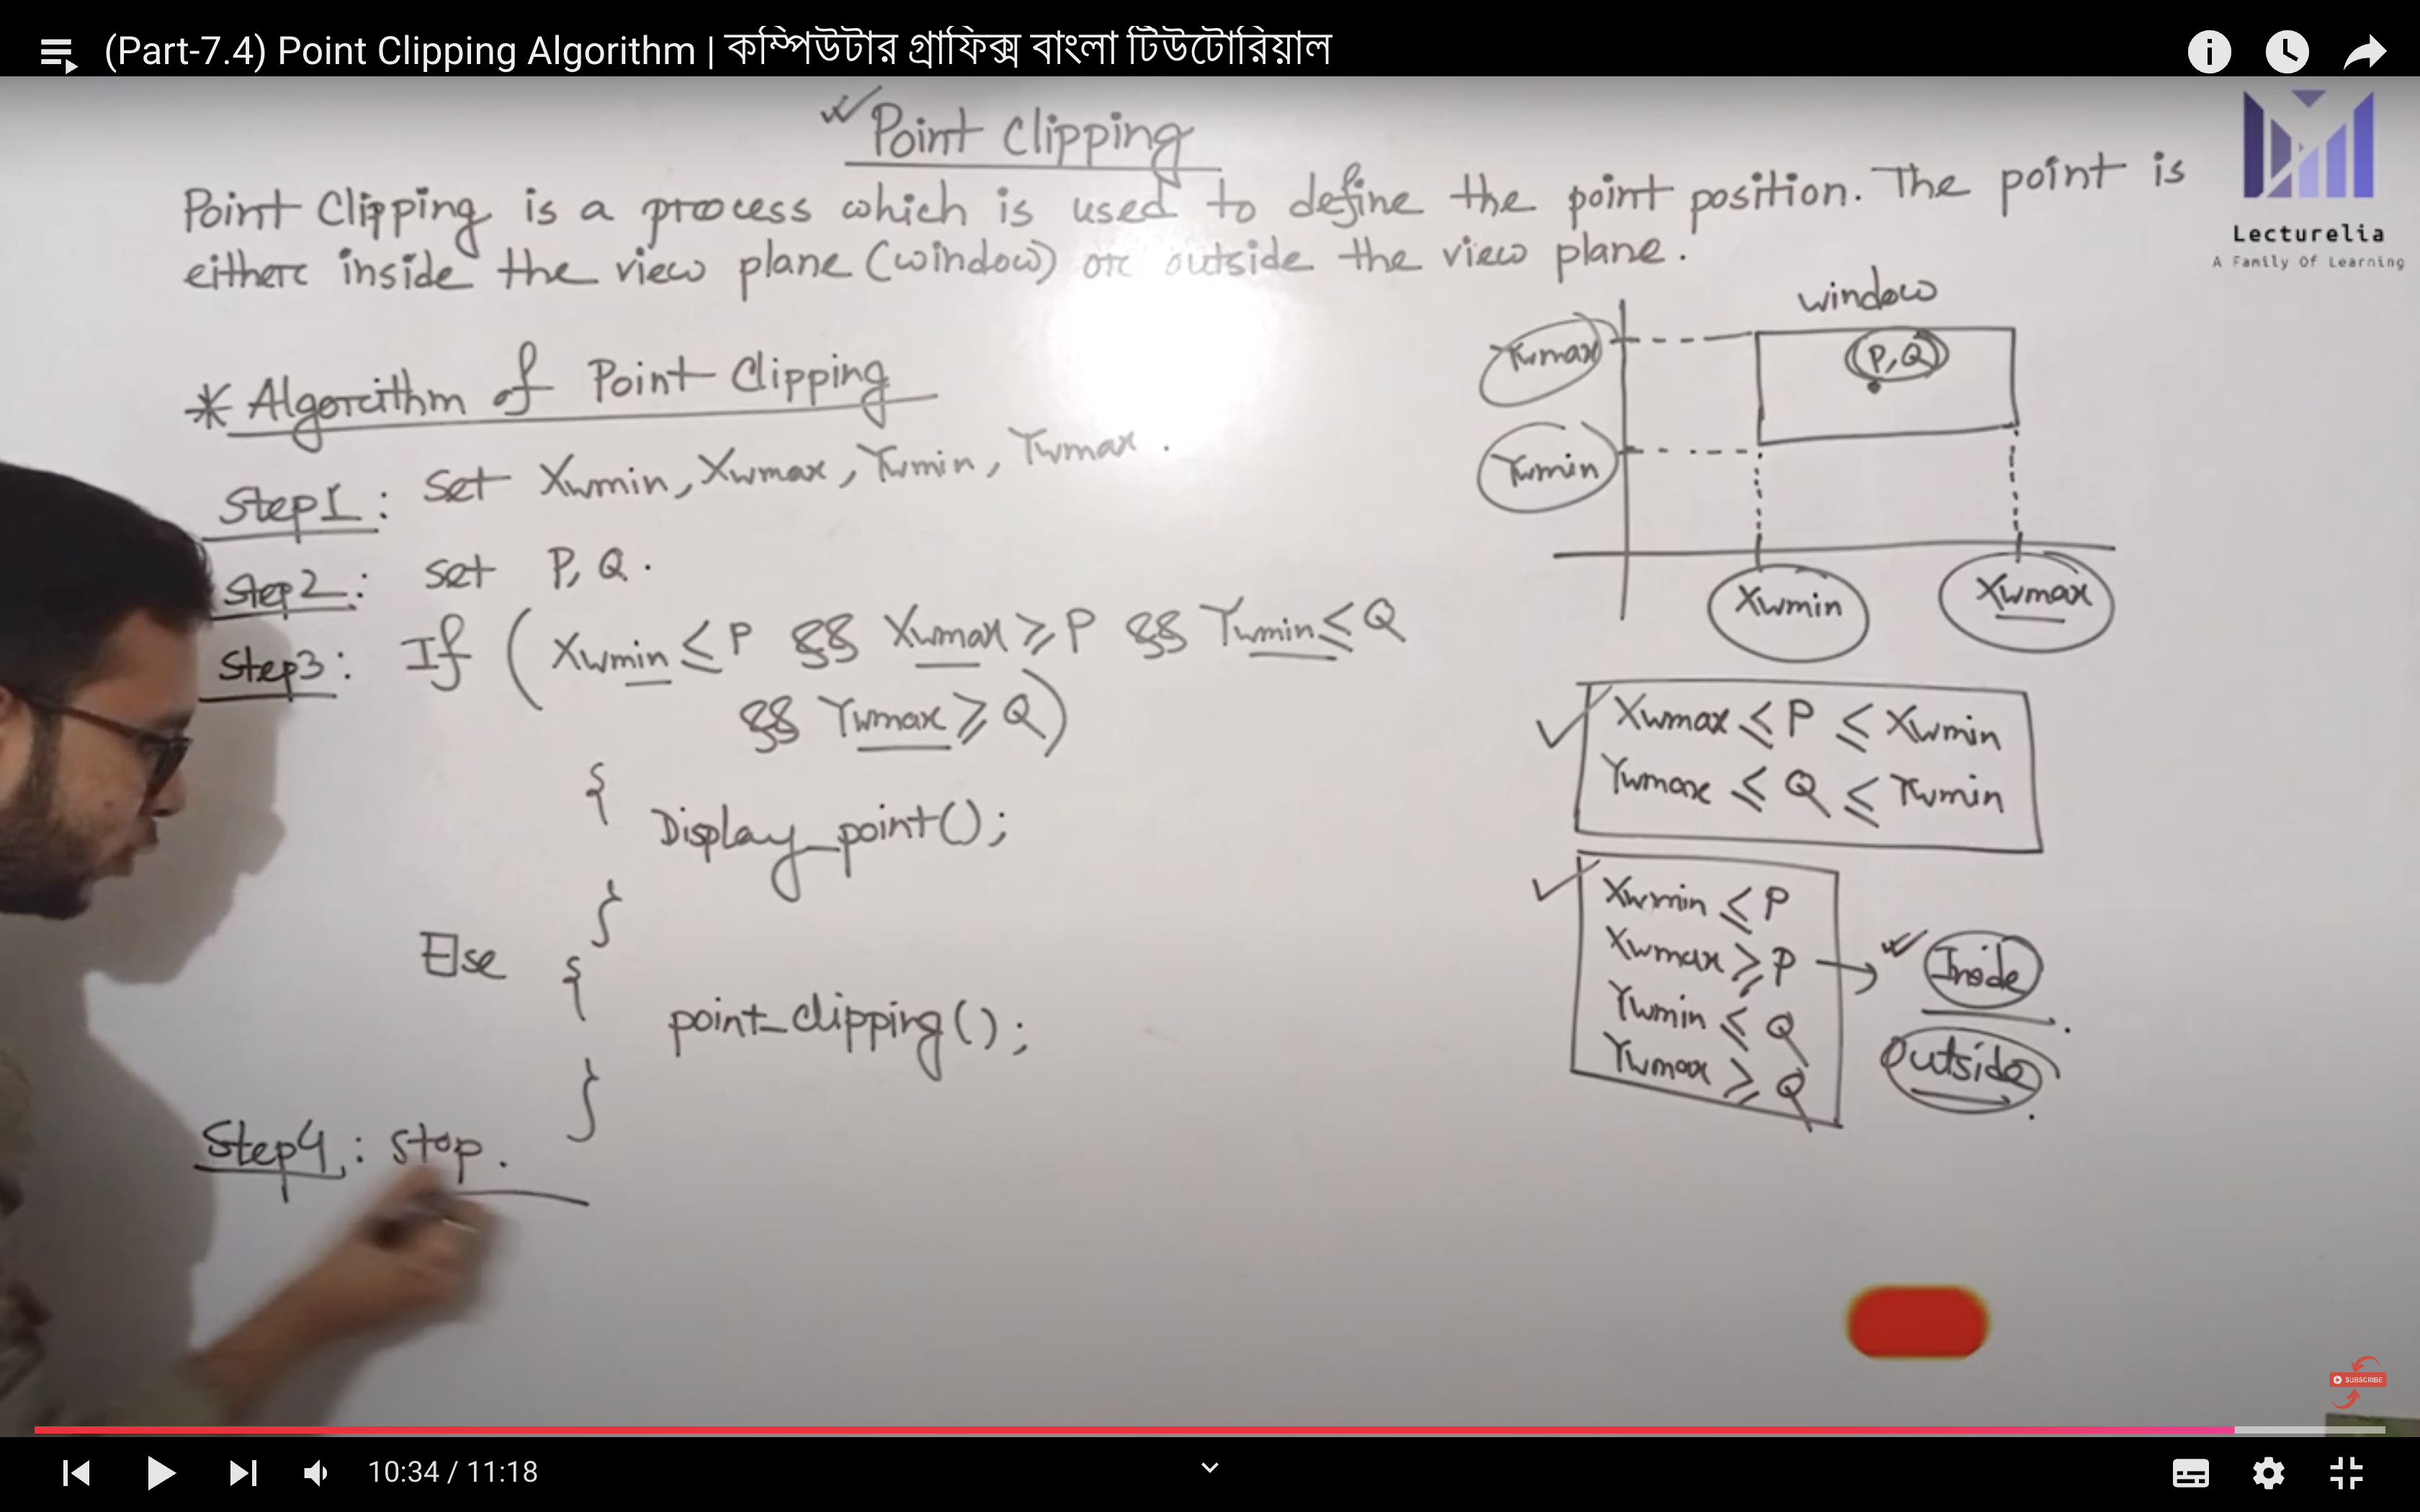 (Part-7.4) Point Clipping Algorithm | কম্পিউটার গ্রাফিক্স বাংলা টিউটোরিয়াল
Point Clipping
Point Clipping is a process which is used to define the point position. The point is
either inside the view plane (window) or outside the view plane.
Lecturelia
A Family Of Learning
* Algorithm of Point Clipping
Step1: set Xwmin, Xwmax, Ywmin, Ywmax.
Step2: set P, Q.
Step3: If (Xwmin ≤ P && Xwmax ≥ P && Ywmin ≤ Q
&& Ywmax ≥ Q)
{
Display_point();
}
Else {
point_clipping();
}
Step4: stop.
window
Ywmax
P,Q
Ywmin
Xwmin Xwmax
Xwmax ≤ P ≤ Xwmin
Ywmax ≤ Q ≤ Ywmin
Xwmin ≤ P
Xwmax ≥ P → Inside
Ywmin ≤ Q
Ywmax ≥ Q
Outside
SUBSCRIBE
10:34 / 11:18